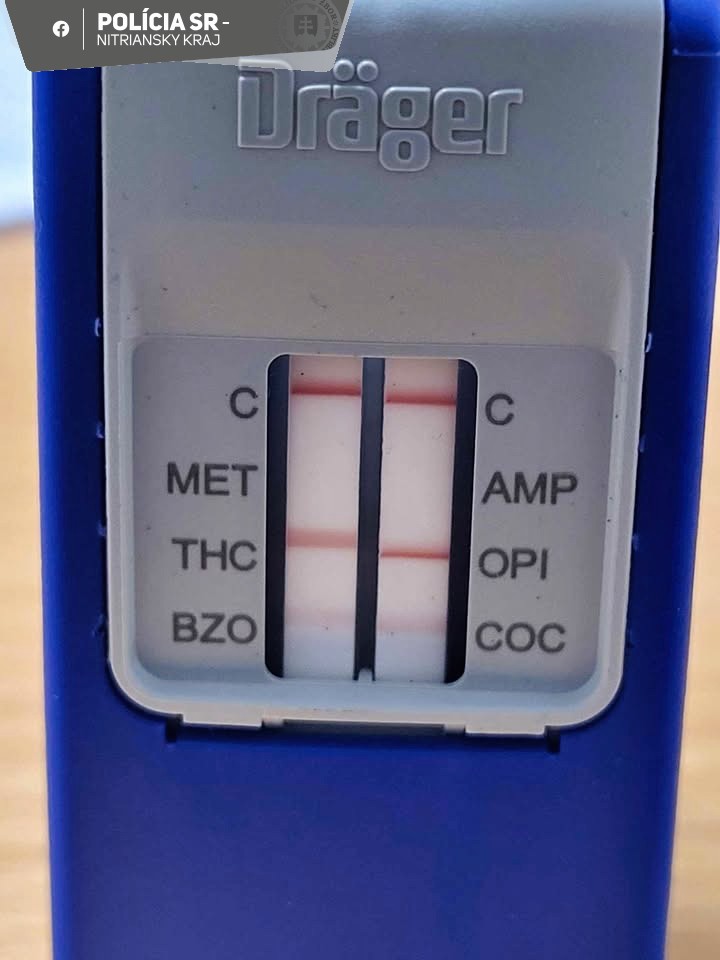 POLÍCIA SR -
NITRIANSKY KRAJ
Dräger
C C
MET AMP
THC OPI
BZO COC